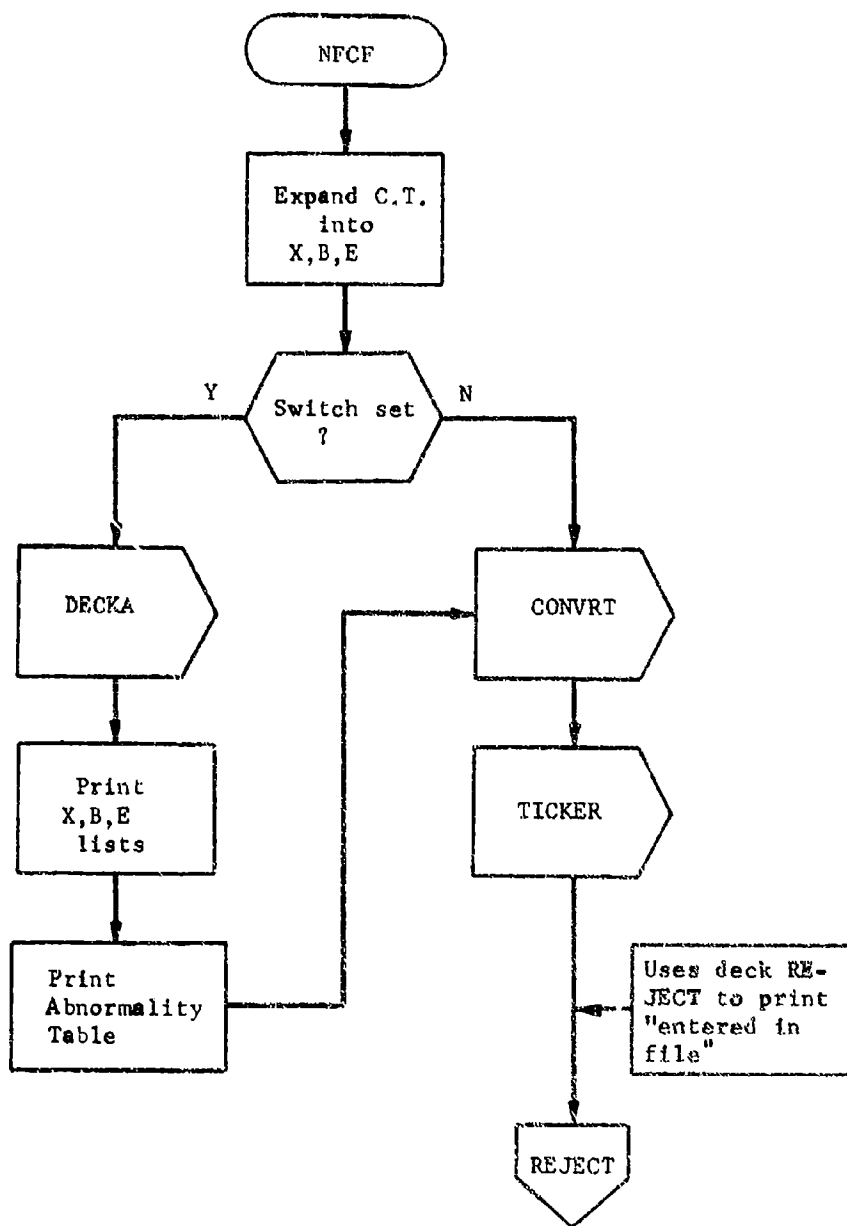 NFCF
Expand C.T.
into
X,B,E
Y
Switch set
?
N
DECKA
CONVRT
Print
X,B,E
lists
TICKER
Print
Abnormality
Table
Uses deck RE-
JECT to print
"entered in
file"
REJECT